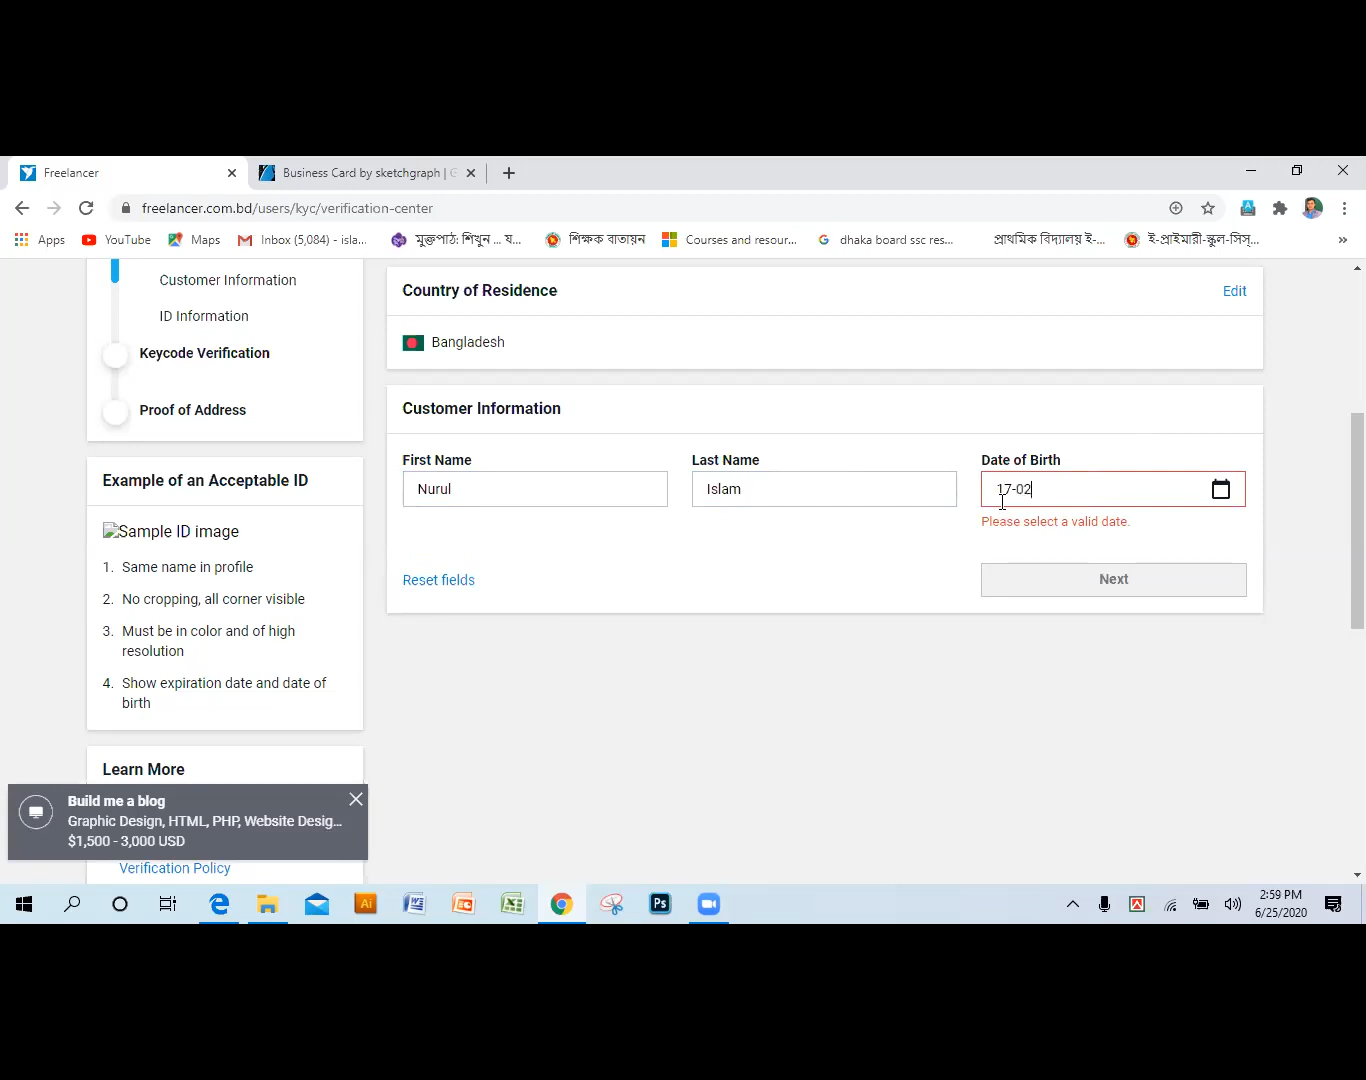 Freelancer
Business Card by sketchgraph | G
freelancer.com.bd/users/kyc/verification-center
Apps
YouTube
Maps
Inbox (5,084) - isla...
মুক্তপাঠ: শিখুন ... য...
শিক্ষক বাতায়ন
Courses and resour...
dhaka board ssc res...
প্রাথমিক বিদ্যালয় ই-...
ই-প্রাইমারী-স্কুল-সিস্...
»
Customer Information
ID Information
Keycode Verification
Proof of Address
Example of an Acceptable ID
Sample ID image
1. Same name in profile
2. No cropping, all corner visible
3. Must be in color and of high
resolution
4. Show expiration date and date of
birth
Learn More
Build me a blog
Graphic Design, HTML, PHP, Website Desig...
$1,500 - 3,000 USD
Verification Policy
Country of Residence
Edit
Bangladesh
Customer Information
First Name
Last Name
Date of Birth
Nurul
Islam
17-02
Please select a valid date.
Reset fields
Next
Ai
Ps
2:59 PM
6/25/2020